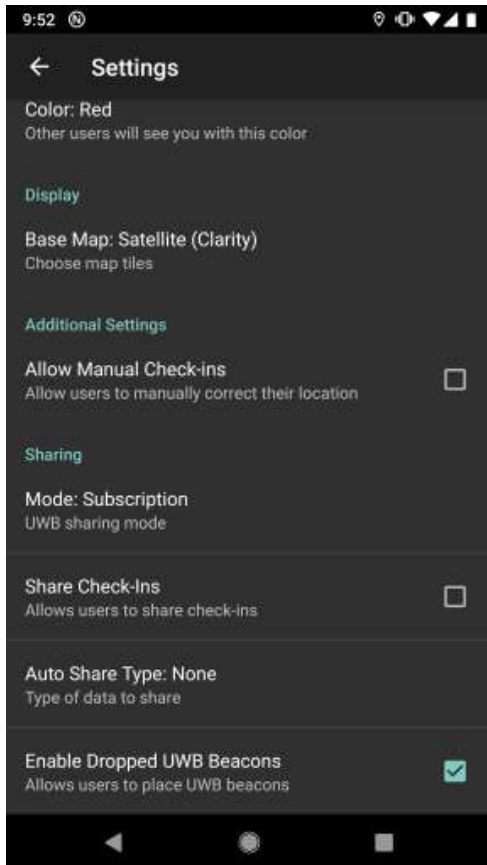 9:52
Settings
Color: Red
Other users will see you with this color
Display
Base Map: Satellite (Clarity)
Choose map tiles
Additional Settings
Allow Manual Check-ins
Allow users to manually correct their location
Sharing
Mode: Subscription
UWB sharing mode
Share Check-Ins
Allows users to share check-ins
Auto Share Type: None
Type of data to share
Enable Dropped UWB Beacons
Allows users to place UWB beacons